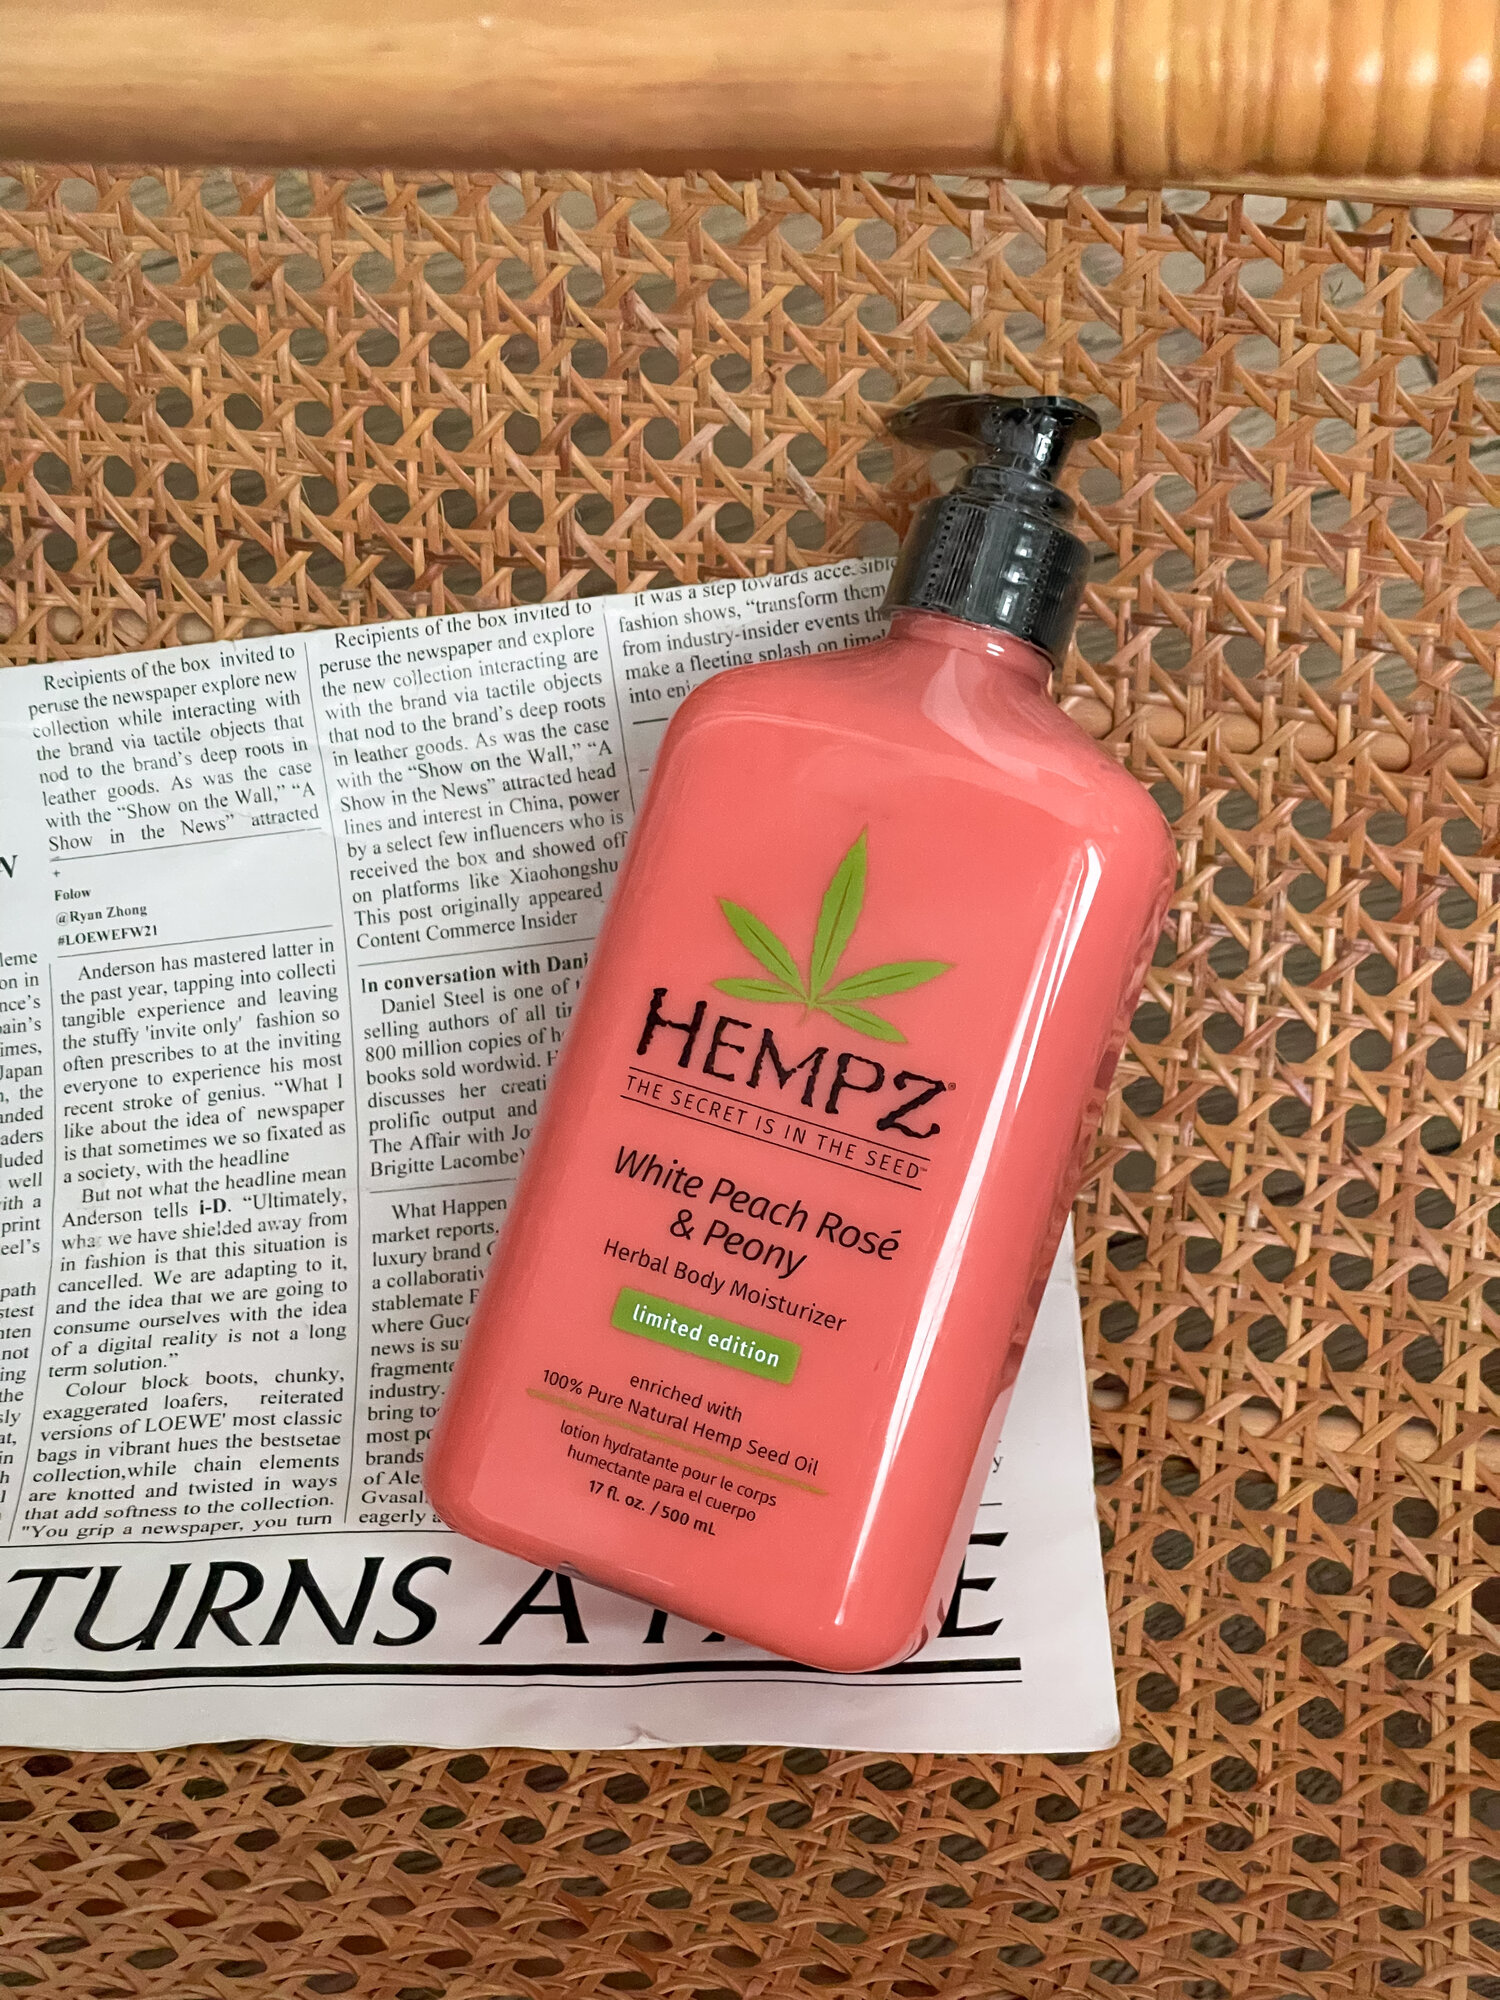 Recipients of the box invited to
peruse the newspaper explore new
collection while interacting with
the brand via tactile objects that
nod to the brand's deep roots in
leather goods. As was the case
with the “Show on the Wall,” “A
Show in the News” attracted
+
Folow
@Ryan Zhong
#LOEWEFW21
Anderson has mastered latter in
the past year, tapping into collecti
tangible experience and leaving
the stuffy 'invite only' fashion so
often prescribes to at the inviting
everyone to experience his most
recent stroke of genius. “What I
like about the idea of newspaper
is that sometimes we so fixated as
a society, with the headline
But not what the headline mean
Anderson tells i-D. “Ultimately,
what we have shielded away from
in fashion is that this situation is
cancelled. We are adapting to it,
and the idea that we are going to
consume ourselves with the idea
of a digital reality is not a long
term solution.”
Colour block boots, chunky,
exaggerated loafers, reiterated
versions of LOEWE' most classic
bags in vibrant hues the bestsetae
collection,while chain elements
are knotted and twisted in ways
that add softness to the collection.
"You grip a newspaper, you turn
Recipients of the box invited to
peruse the newspaper and explore
the new collection interacting are
with the brand via tactile objects
that nod to the brand's deep roots
in leather goods. As was the case
with the “Show on the Wall,” “A
Show in the News” attracted head
lines and interest in China, power
by a select few influencers who is
received the box and showed off
on platforms like Xiaohongshu
This post originally appeared
Content Commerce Insider
In conversation with Dani
Daniel Steel is one of
selling authors of all
800 million copies of
books sold wordwid.
discusses her creati
prolific output and
The Affair with
Brigitte Lacombe)
What Happen
market reports,
luxury brand
a collaborativ
stablemate
where Gucc
news is
fragmente
industry.
bring to
most
brands
of Ale
Gvasal
eagerly
it was a step towards accessible
fashion shows, “transform them
from industry-insider events
make a fleeting splash on
into
Japan
the
well
with a
print
path
not
the
TURNS A
HEMPZ®
THE SECRET IS IN THE SEED™
White Peach Rosé
& Peony
Herbal Body Moisturizer
limited edition
enriched with
100% Pure Natural Hemp Seed Oil
lotion hydratante pour le corps
humectante para el cuerpo
17 fl. oz. / 500 mL